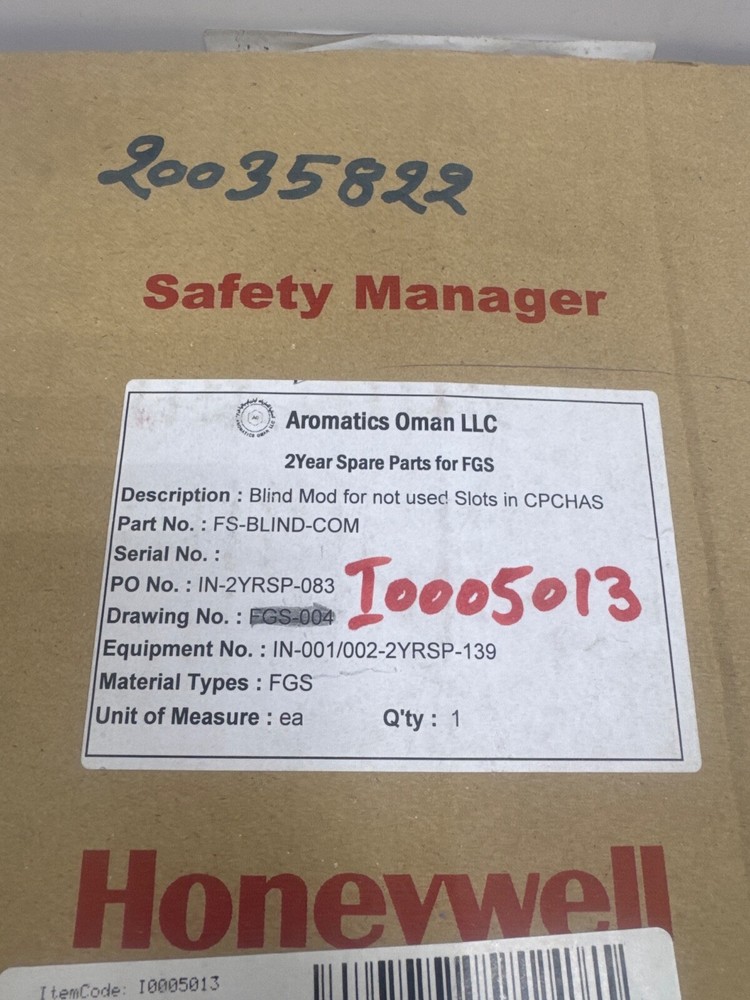 20035822
Safety Manager
Aromatics Oman LLC
2Year Spare Parts for FGS
Description : Blind Mod for not used Slots in CPCHAS
Part No. : FS-BLIND-COM
Serial No. :
PO No. : IN-2YRSP-083
I0005013
Drawing No. : FGS-004
Equipment No. : IN-001/002-2YRSP-139
Material Types : FGS
Unit of Measure : ea Q'ty : 1
Honeywell
ItemCode: I0005013